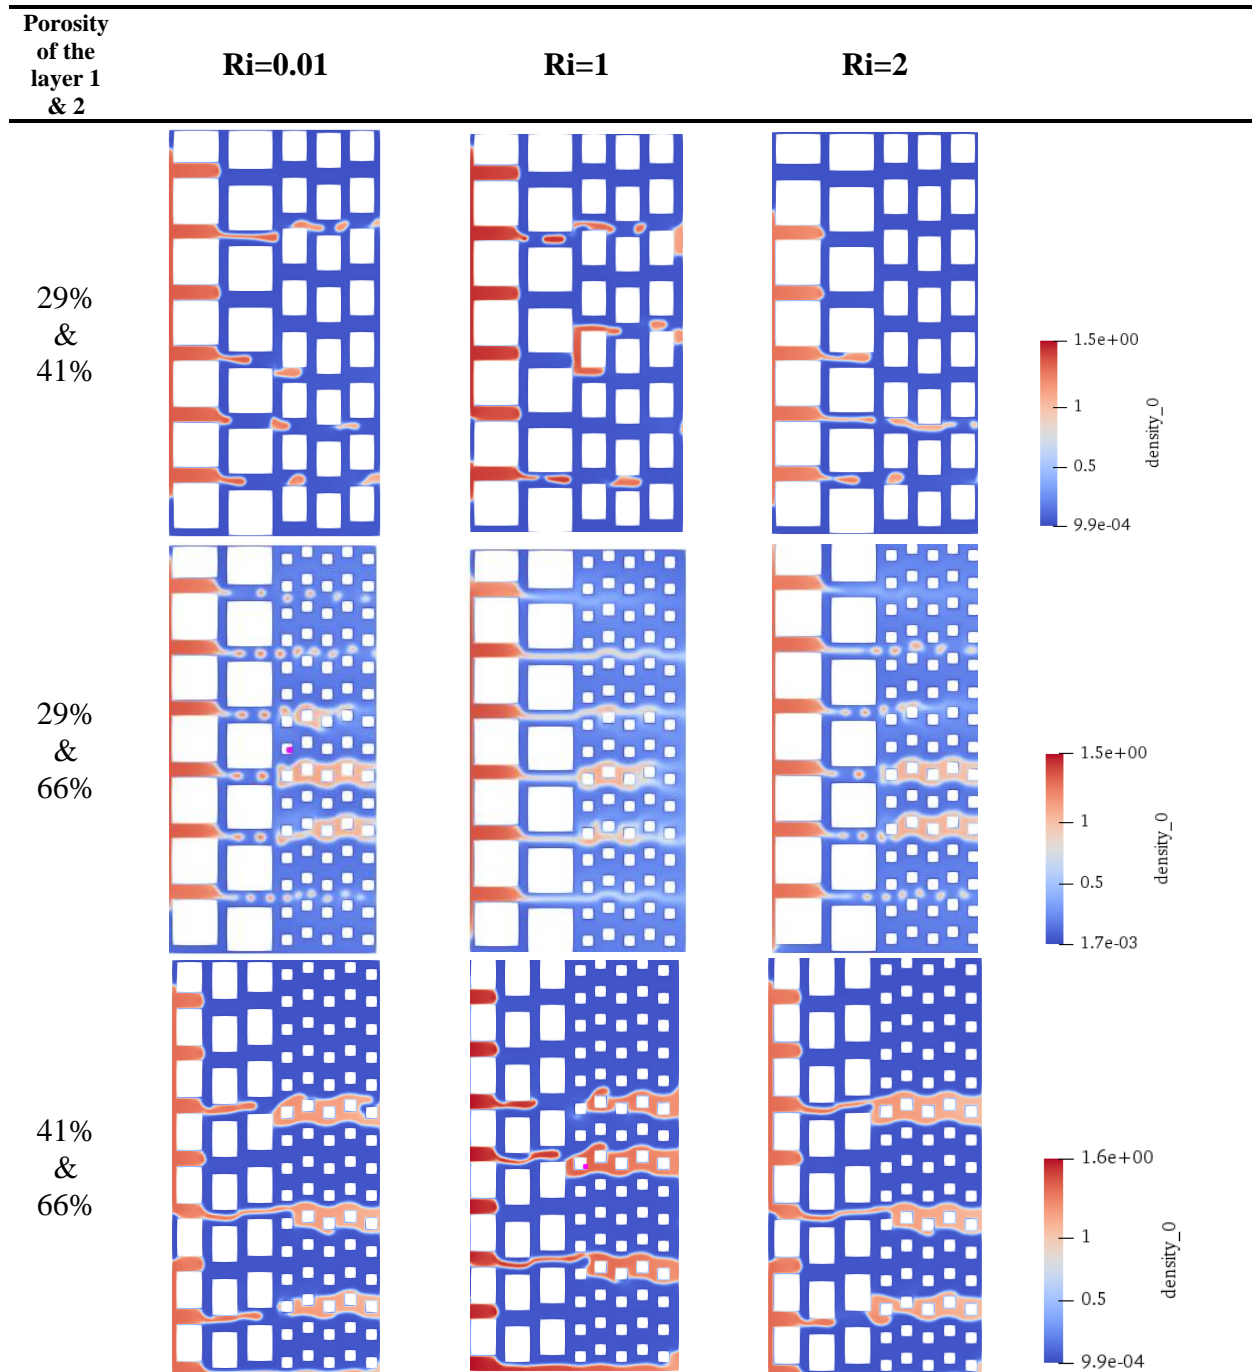 Porosity
of the
layer 1
& 2
Ri=0.01
Ri=1
Ri=2
29%
&
41%
1.5e+00
1
0.5
9.9e-04
density_0
29%
&
66%
1.5e+00
1
0.5
1.7e-03
density_0
41%
&
66%
1.6e+00
1
0.5
9.9e-04
density_0